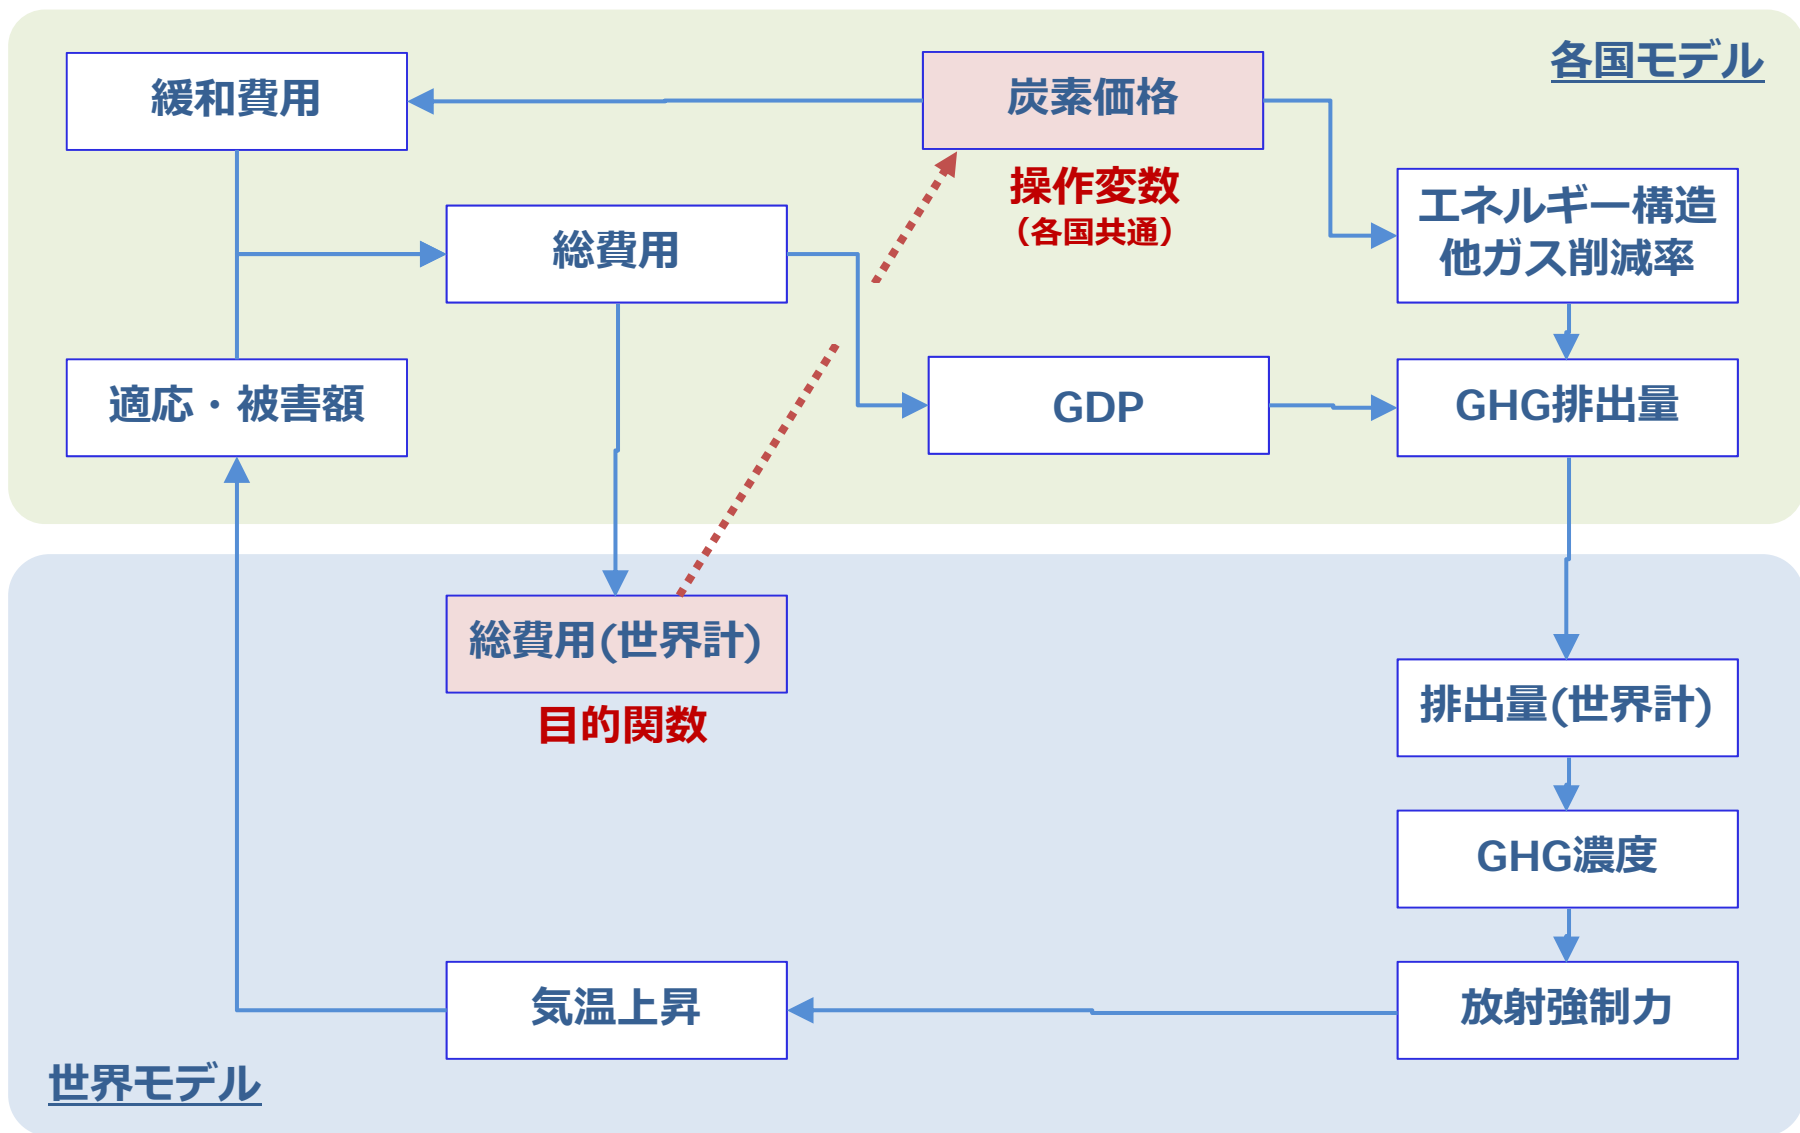 各国モデル
緩和費用
炭素価格
操作変数
（各国共通）
エネルギー構造
他ガス削減率
総費用
適応・被害額
GDP
GHG排出量
総費用(世界計)
目的関数
排出量(世界計)
GHG濃度
気温上昇
放射強制力
世界モデル